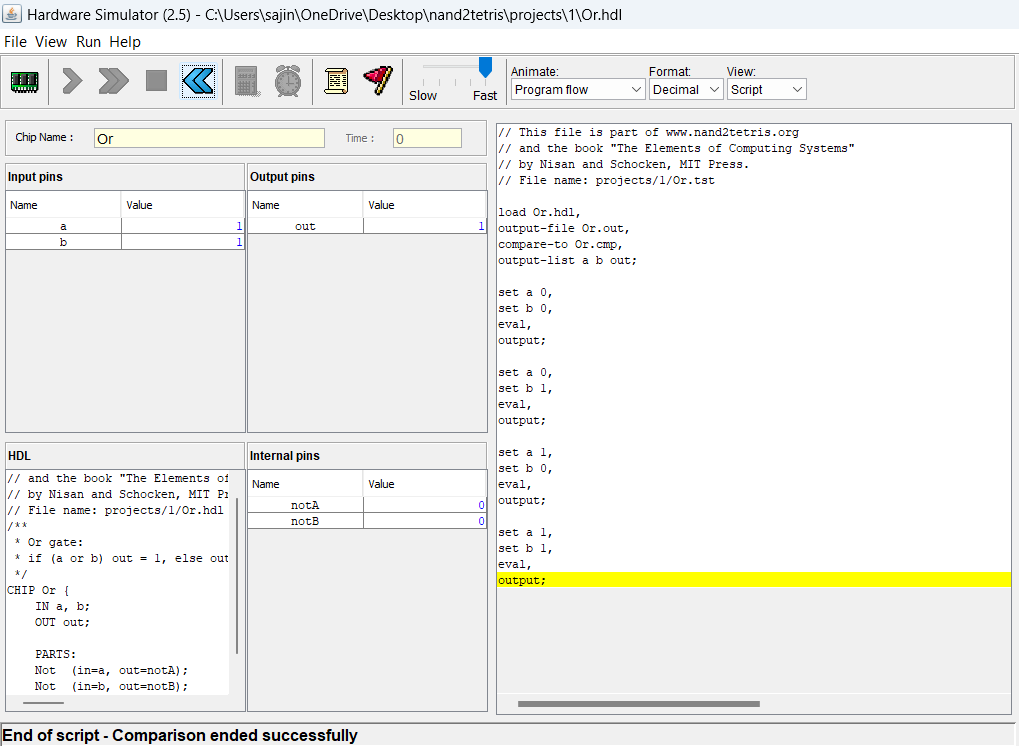 Hardware Simulator (2.5) - C:\Users\sajin\OneDrive\Desktop\nand2tetris\projects\1\Or.hdl
File View Run Help
Slow Fast
Animate: Format: View:
Program flow Decimal Script
Chip Name : Or Time : 0
Input pins
Name Value
a 1
b 1
Output pins
Name Value
out 1
HDL
// and the book "The Elements of
// by Nisan and Schocken, MIT Pr
// File name: projects/1/Or.hdl
/**
* Or gate:
* if (a or b) out = 1, else out
*/
CHIP Or {
IN a, b;
OUT out;
PARTS:
Not (in=a, out=notA);
Not (in=b, out=notB);
Internal pins
Name Value
notA 0
notB 0
// This file is part of www.nand2tetris.org
// and the book "The Elements of Computing Systems"
// by Nisan and Schocken, MIT Press.
// File name: projects/1/Or.tst
load Or.hdl,
output-file Or.out,
compare-to Or.cmp,
output-list a b out;
set a 0,
set b 0,
eval,
output;
set a 0,
set b 1,
eval,
output;
set a 1,
set b 0,
eval,
output;
set a 1,
set b 1,
eval,
output;
End of script - Comparison ended successfully